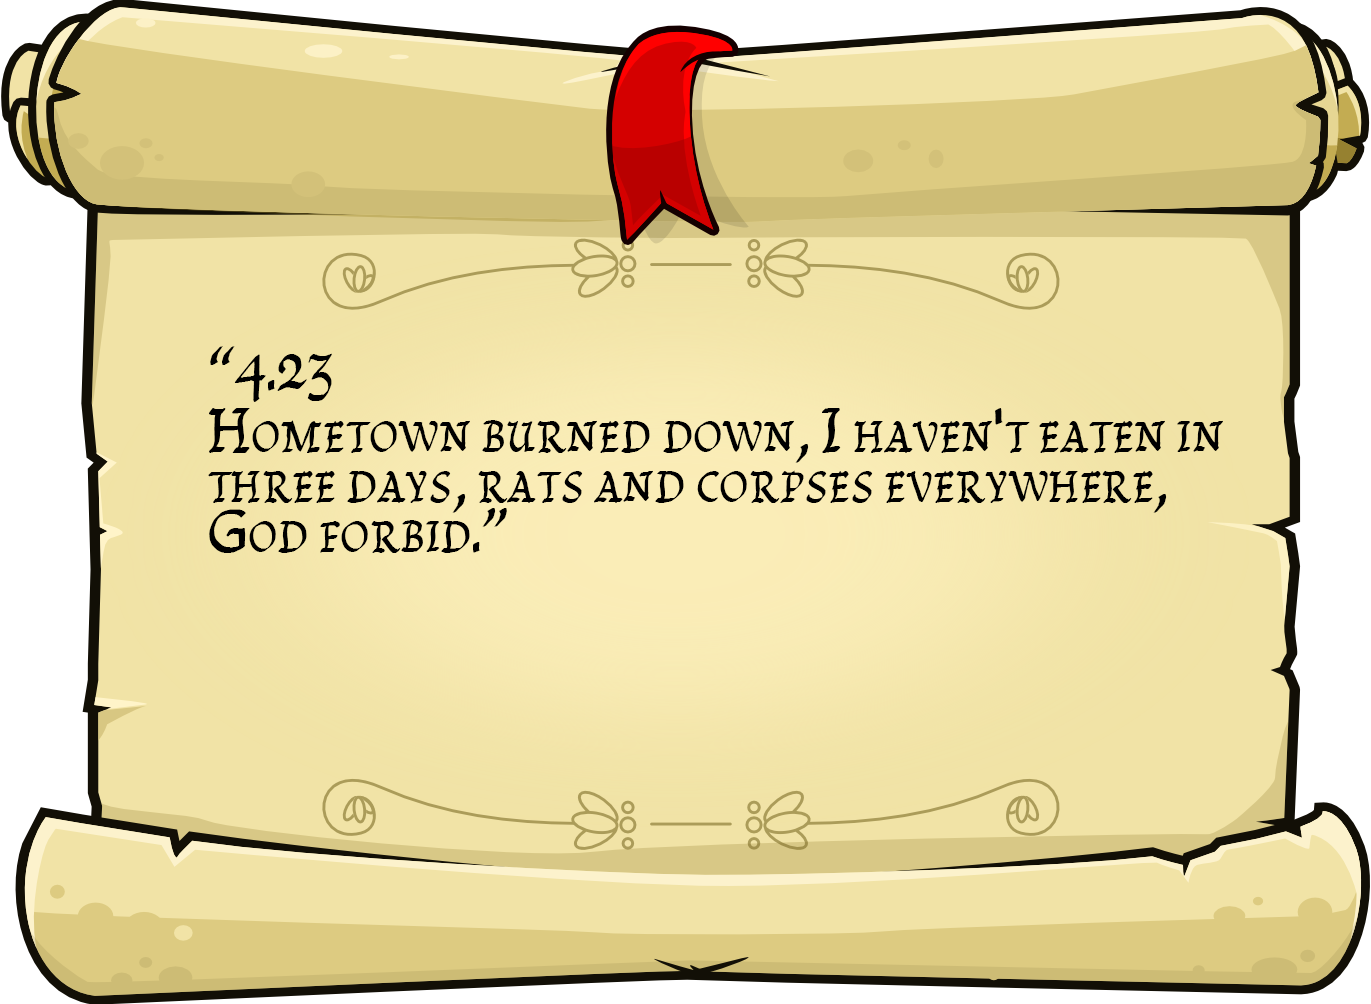 “4.23
Hometown burned down, I haven't eaten in
three days, rats and corpses everywhere,
God forbid.”